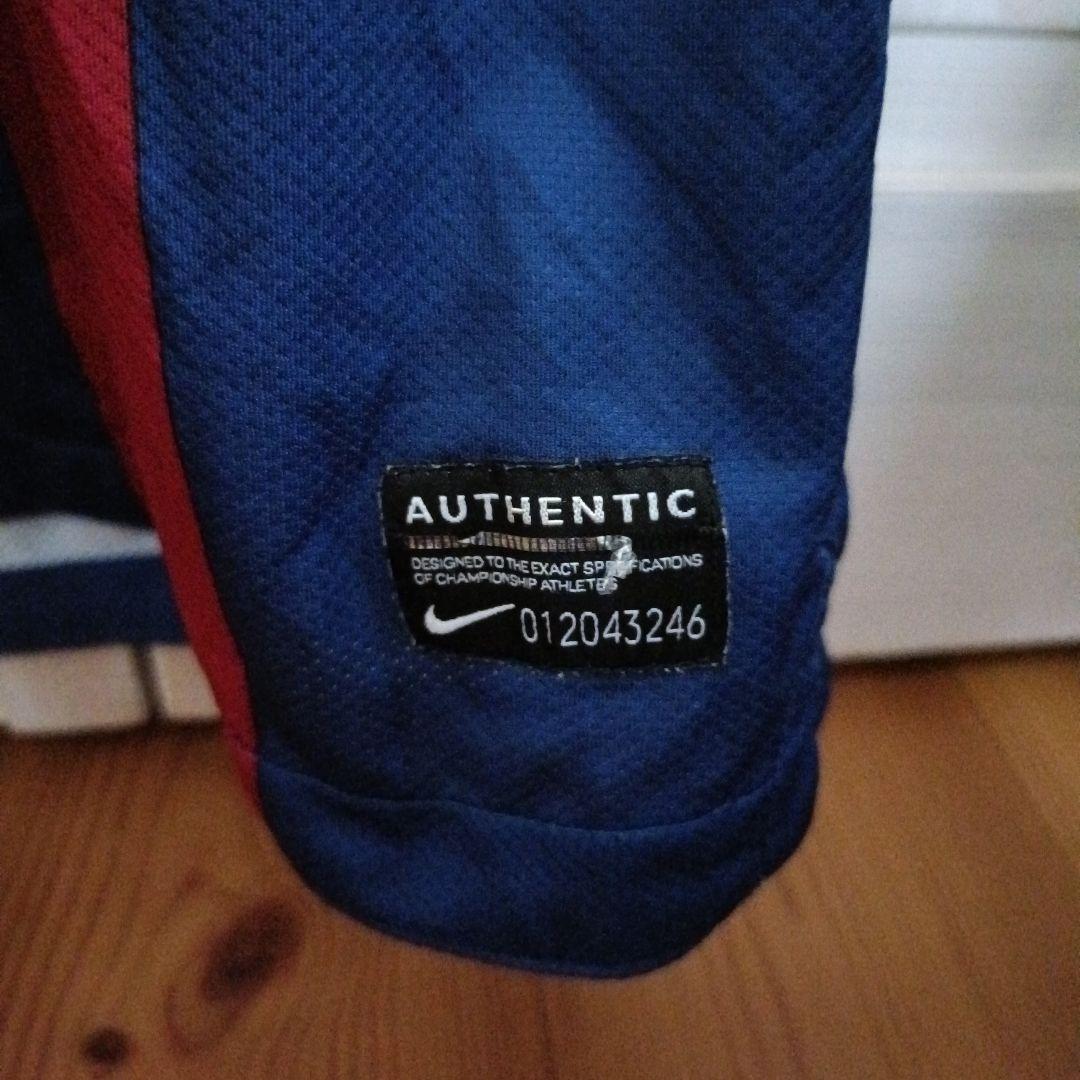 AUTHENTIC
DESIGNED TO THE EXACT SPECIFICATIONS
OF CHAMPIONSHIP ATHLETES
012043246